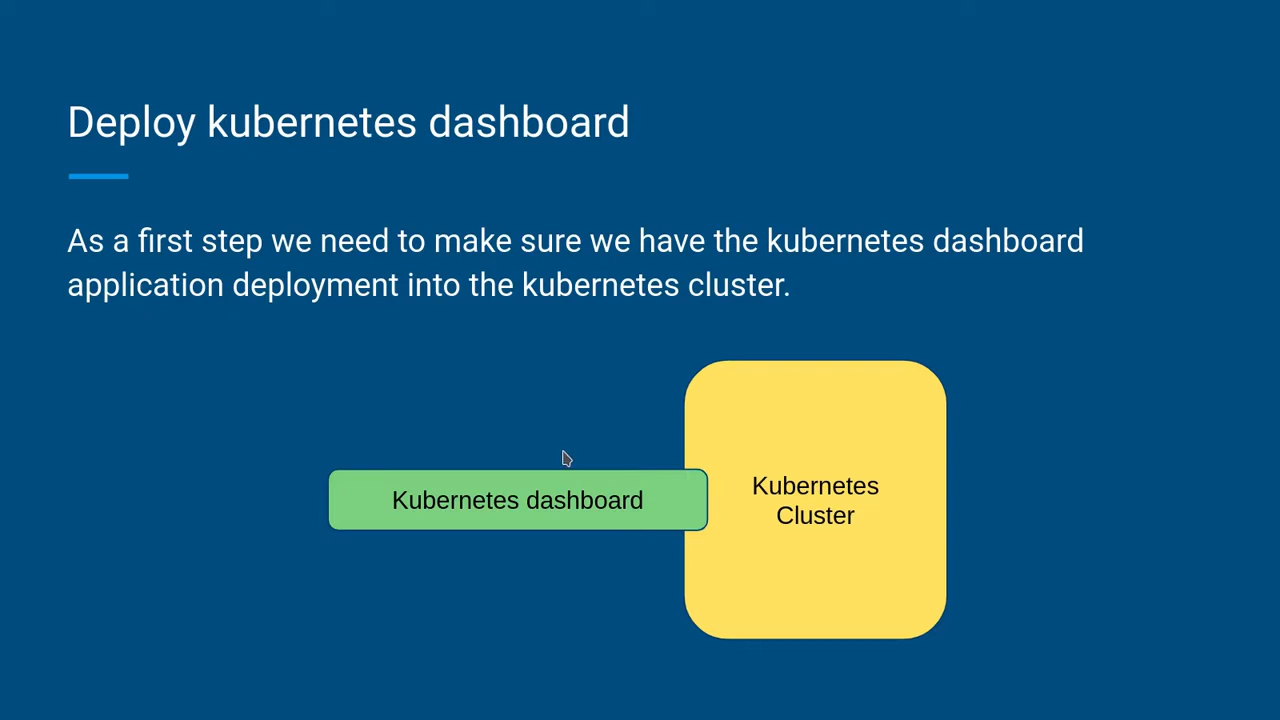 Deploy kubernetes dashboard
As a first step we need to make sure we have the kubernetes dashboard
application deployment into the kubernetes cluster.
Kubernetes dashboard
Kubernetes
Cluster